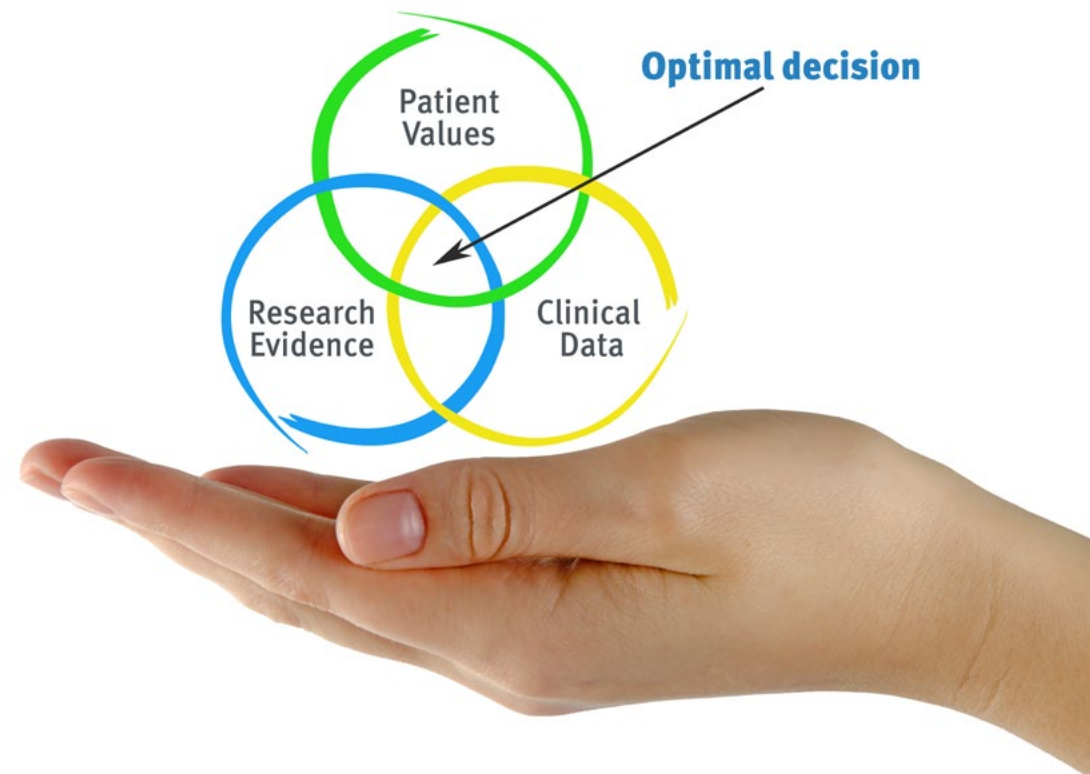 Optimal decision
Patient
Values
Research
Evidence
Clinical
Data